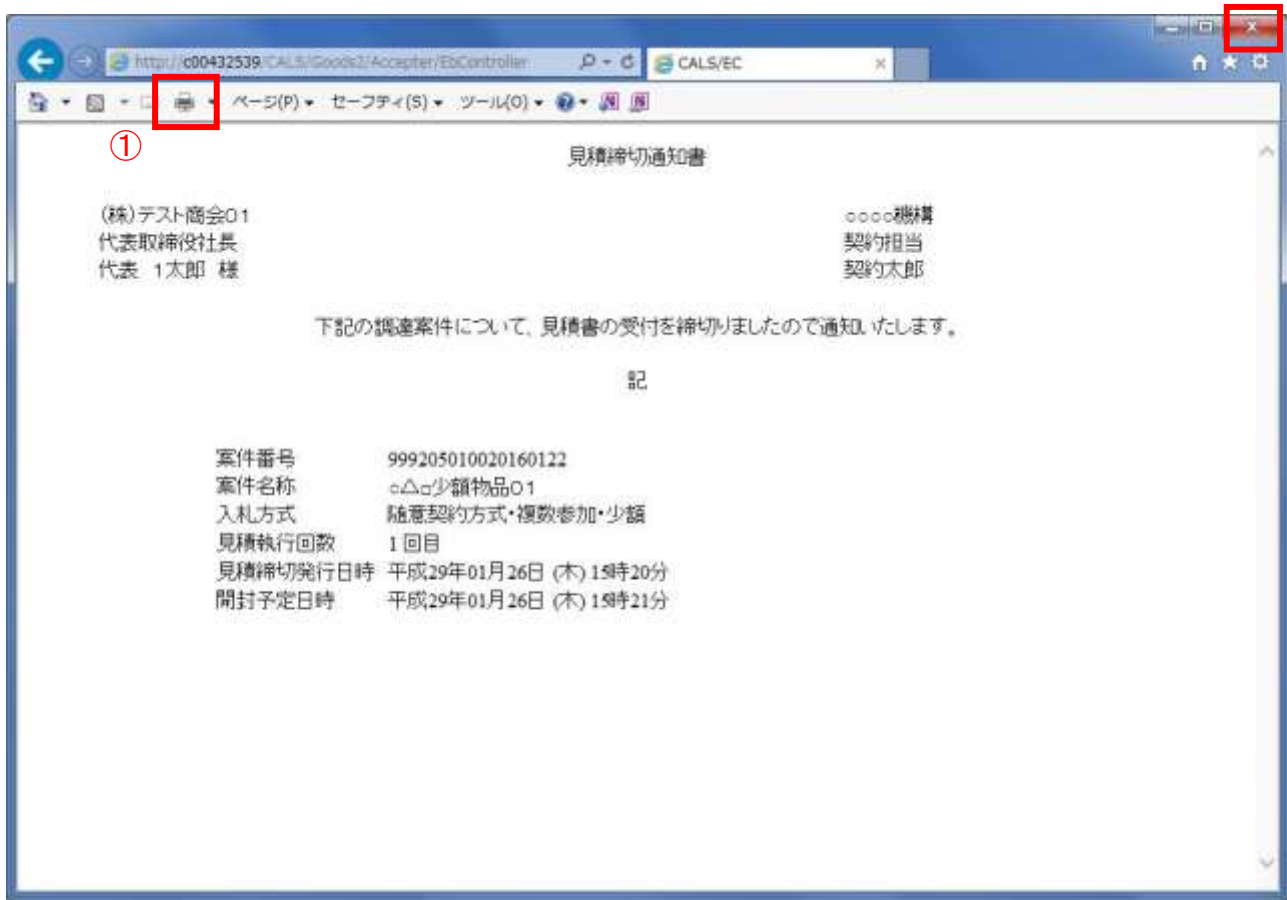 http://c00432539/CALS/Goods2/Accepter/EbController
CALS/EC
ページ(P) セーフティ(S) ツール(O)
①
見積締切通知書
(株)テスト商会01
○○○○機構
代表取締役社長
契約担当
代表 1太郎 様
契約太郎
下記の調達案件について、見積書の受付を締切りましたので通知いたします。
記
案件番号 999205010020160122
案件名称 ○△□少額物品01
入札方式 随意契約方式・複数参加・少額
見積執行回数 1回目
見積締切発行日時 平成29年01月26日 (木) 15時20分
開封予定日時 平成29年01月26日 (木) 15時21分